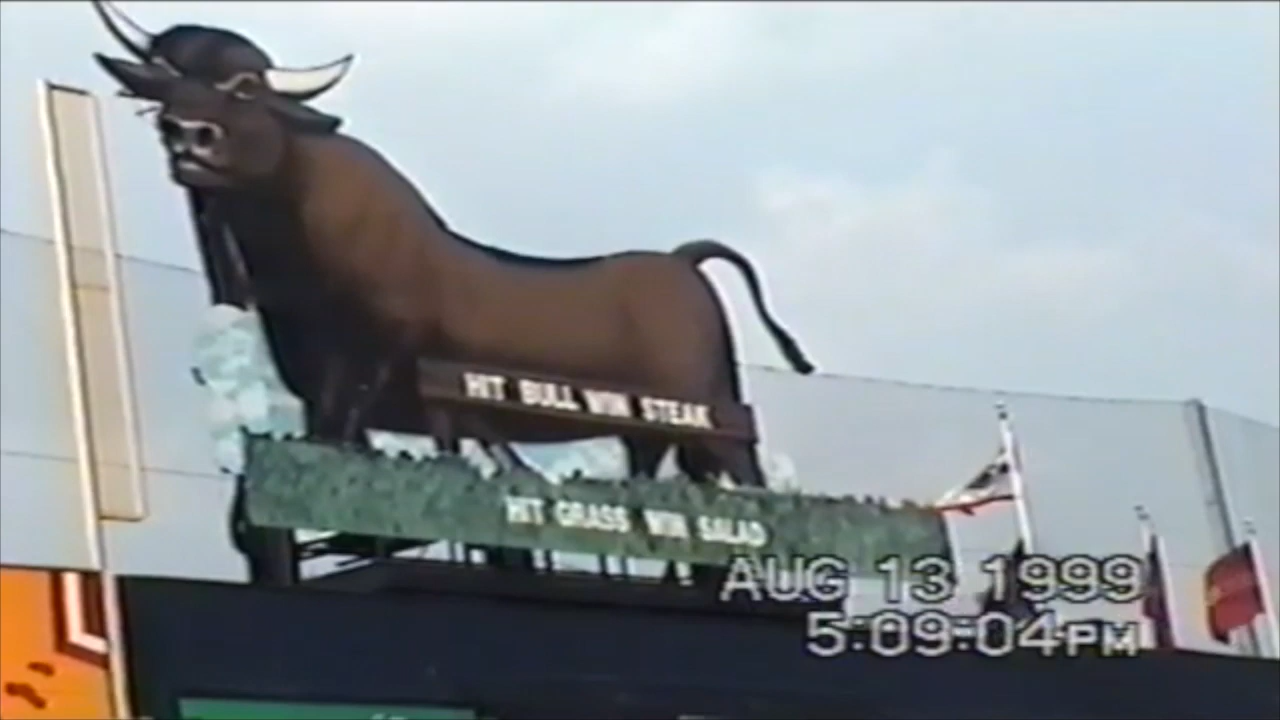 HIT BULL WIN STEAK
HIT GRASS WIN SALAD
AUG 13 1999
5:09:04PM